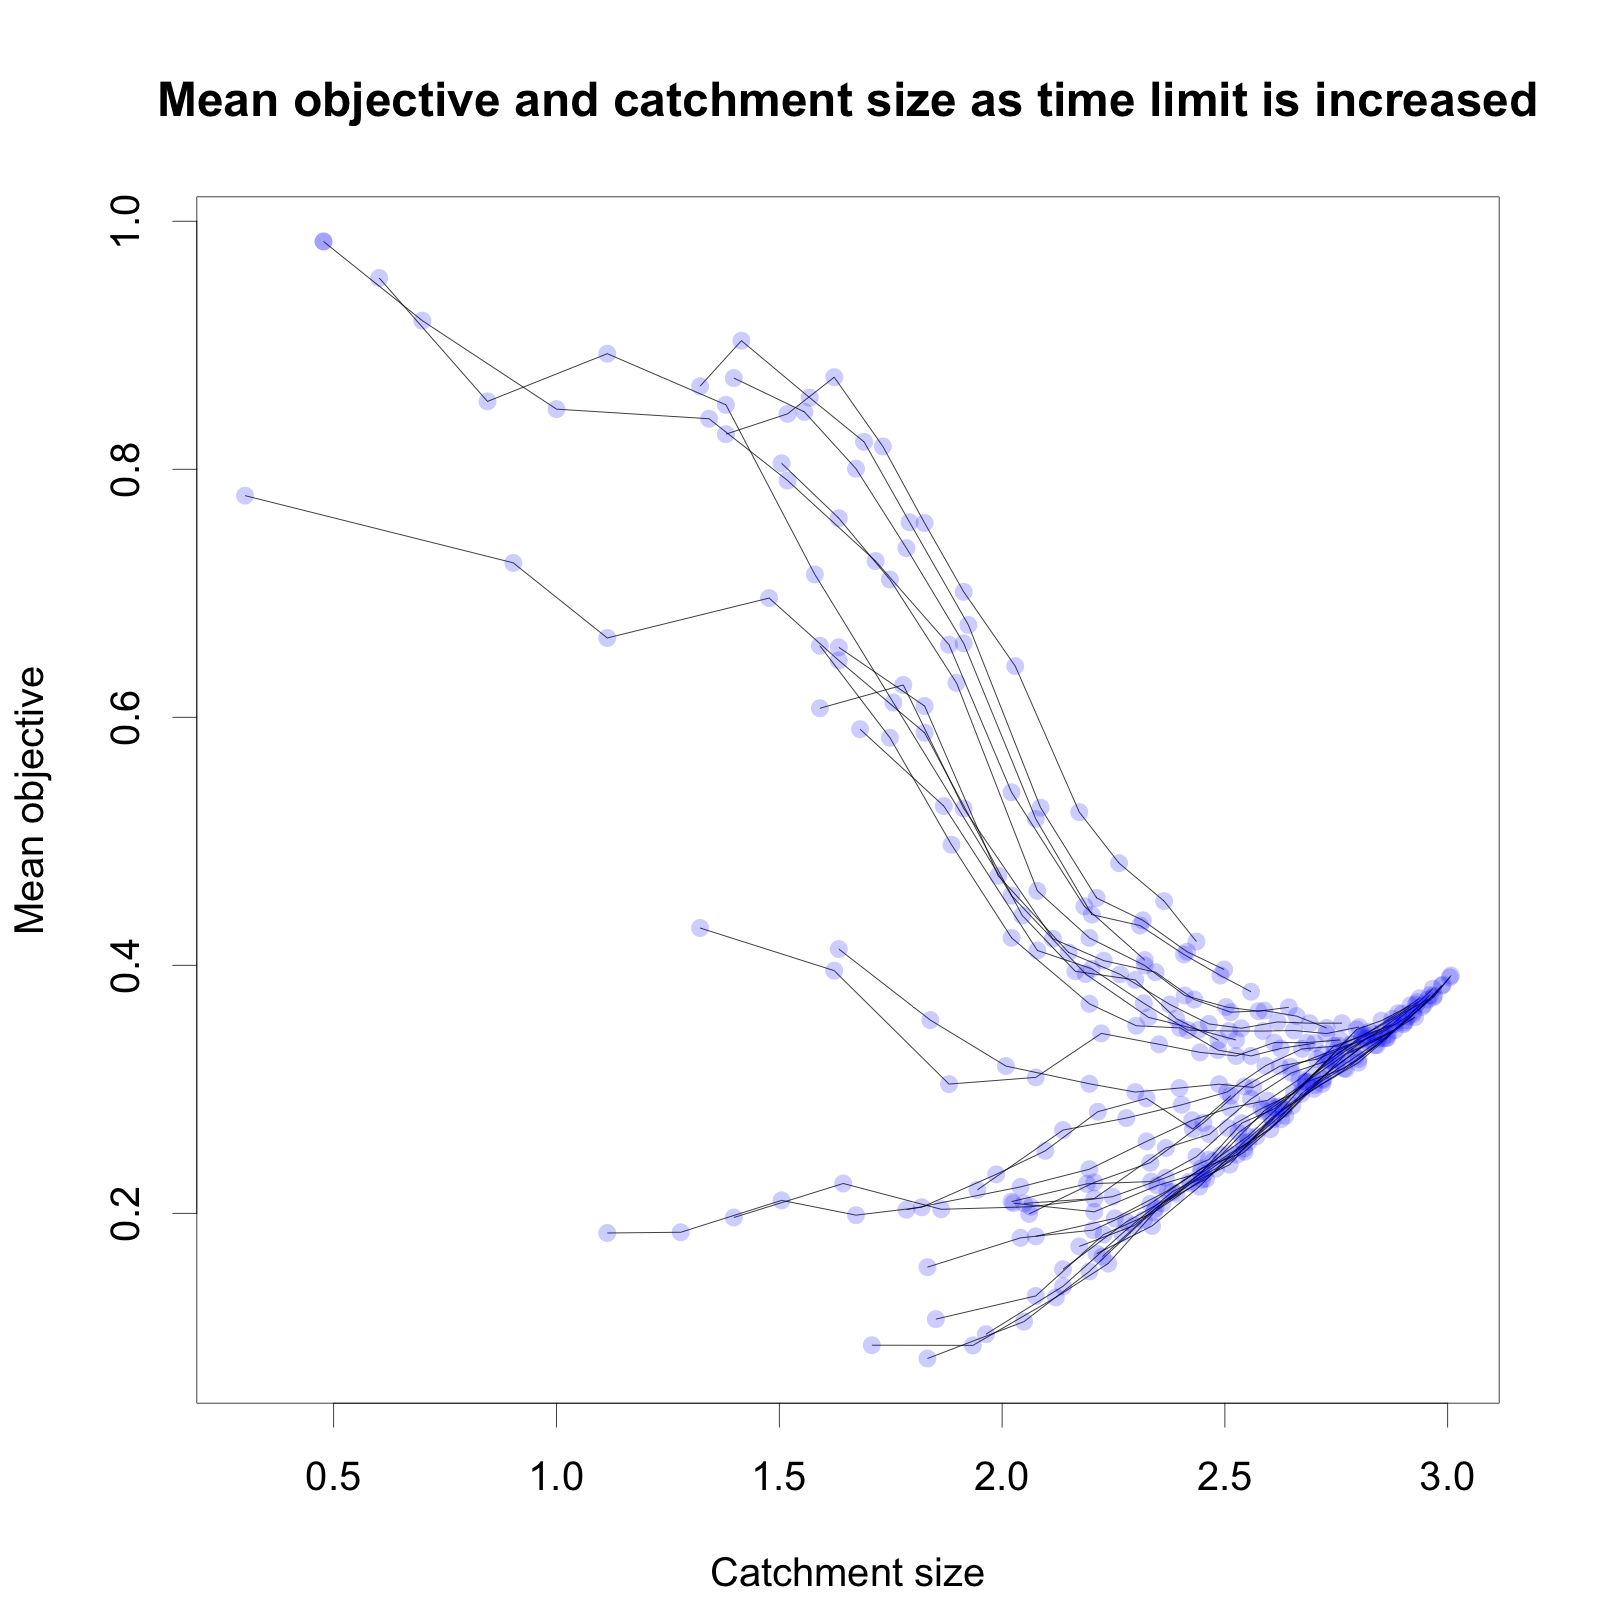 Mean objective and catchment size as time limit is increased
Mean objective
1.0
0.8
0.6
0.4
0.2
0.5 1.0 1.5 2.0 2.5 3.0
Catchment size